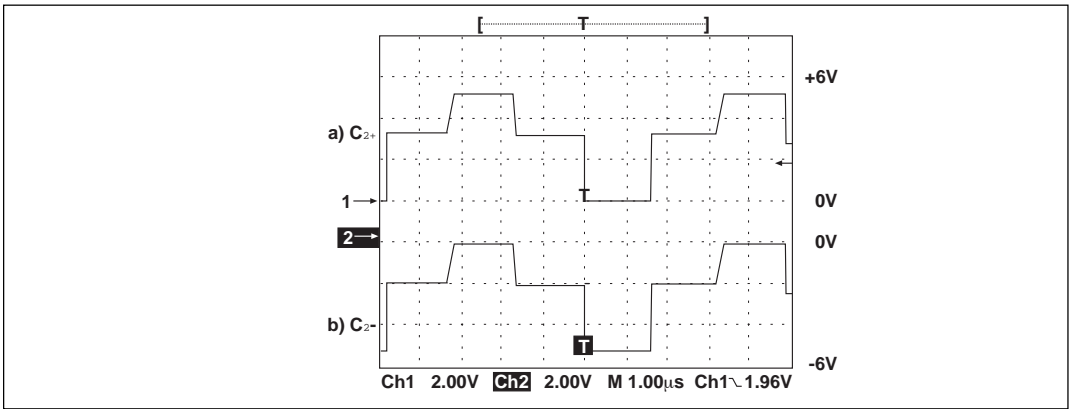 [ T ]
+6V
a) C2+
T
1
0V
2
0V
b) C2-
T
-6V
Ch1 2.00V Ch2 2.00V M 1.00μs Ch1 1.96V